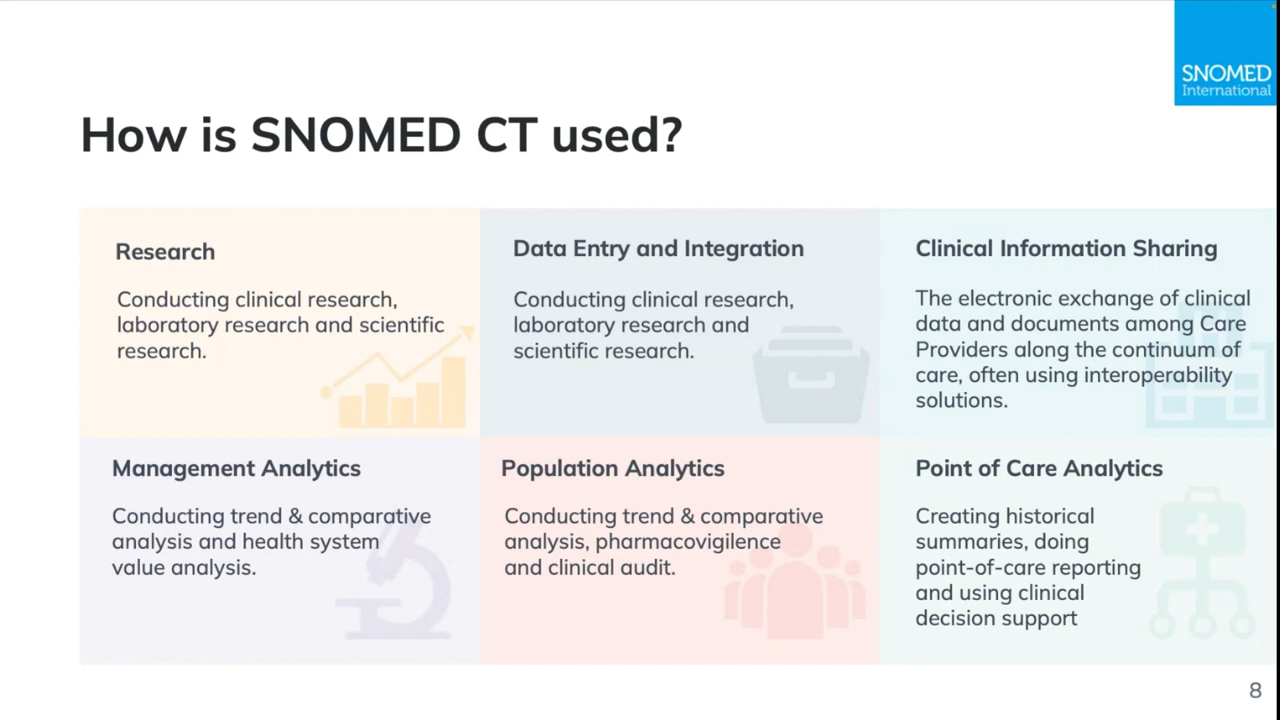 SNOMED
International
How is SNOMED CT used?
Research
Conducting clinical research,
laboratory research and scientific
research.
Data Entry and Integration
Conducting clinical research,
laboratory research and
scientific research.
Clinical Information Sharing
The electronic exchange of clinical
data and documents among Care
Providers along the continuum of
care, often using interoperability
solutions.
Management Analytics
Conducting trend & comparative
analysis and health system
value analysis.
Population Analytics
Conducting trend & comparative
analysis, pharmacovigilence
and clinical audit.
Point of Care Analytics
Creating historical
summaries, doing
point-of-care reporting
and using clinical
decision support
8